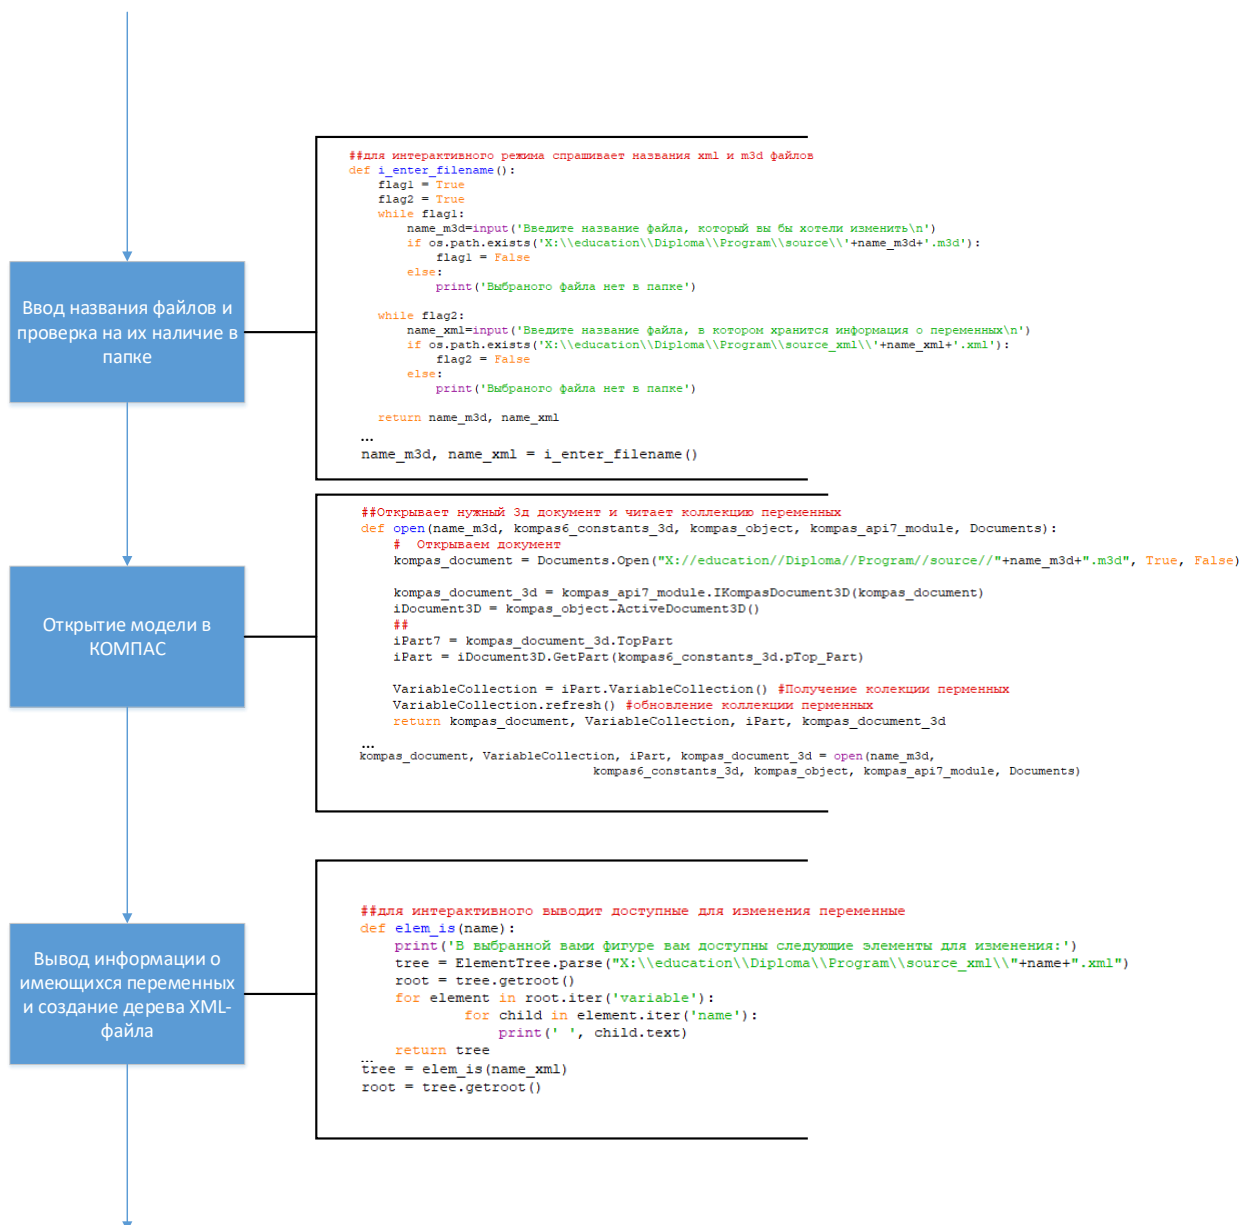 Ввод названия файлов и
проверка на их наличие в
папке
##для интерактивного режима спрашивает названия xml и m3d файлов
def i_enter_filename():
    flag1 = True
    flag2 = True
    while flag1:
        name_m3d=input('Введите название файла, который вы бы хотели изменить\n')
        if os.path.exists('X:\\education\\Diploma\\Program\\source\\'+name_m3d+'.m3d'):
            flag1 = False
        else:
            print('Выбраного файла нет в папке')
    while flag2:
        name_xml=input('Введите название файла, в котором хранится информация о переменных\n')
        if os.path.exists('X:\\education\\Diploma\\Program\\source_xml\\'+name_xml+'.xml'):
            flag2 = False
        else:
            print('Выбраного файла нет в папке')
    return name_m3d, name_xml
...
name_m3d, name_xml = i_enter_filename()
Открытие модели в
КОМПАС
##Открывает нужный 3д документ и читает коллекцию переменных
def open(name_m3d, kompas6_constants_3d, kompas_object, kompas_api7_module, Documents):
    #  Открываем документ
    kompas_document = Documents.Open("X://education//Diploma//Program//source//"+name_m3d+".m3d", True, False)
    kompas_document_3d = kompas_api7_module.IKompasDocument3D(kompas_document)
    iDocument3D = kompas_object.ActiveDocument3D()
    ##
    iPart7 = kompas_document_3d.TopPart
    iPart = iDocument3D.GetPart(kompas6_constants_3d.pTop_Part)
    VariableCollection = iPart.VariableCollection() #Получение колекции перменных
    VariableCollection.refresh() #обновление коллекции перменных
    return kompas_document, VariableCollection, iPart, kompas_document_3d
...
kompas_document, VariableCollection, iPart, kompas_document_3d = open(name_m3d,
                                kompas6_constants_3d, kompas_object, kompas_api7_module, Documents)
Вывод информации о
имеющихся переменных
и создание дерева XML-
файла
##для интерактивного выводит доступные для изменения переменные
def elem_is(name):
    print('В выбранной вами фигуре вам доступны следующие элементы для изменения:')
    tree = ElementTree.parse("X:\\education\\Diploma\\Program\\source_xml\\"+name+".xml")
    root = tree.getroot()
    for element in root.iter('variable'):
            for child in element.iter('name'):
                print(' ', child.text)
    return tree
...
tree = elem_is(name_xml)
root = tree.getroot()